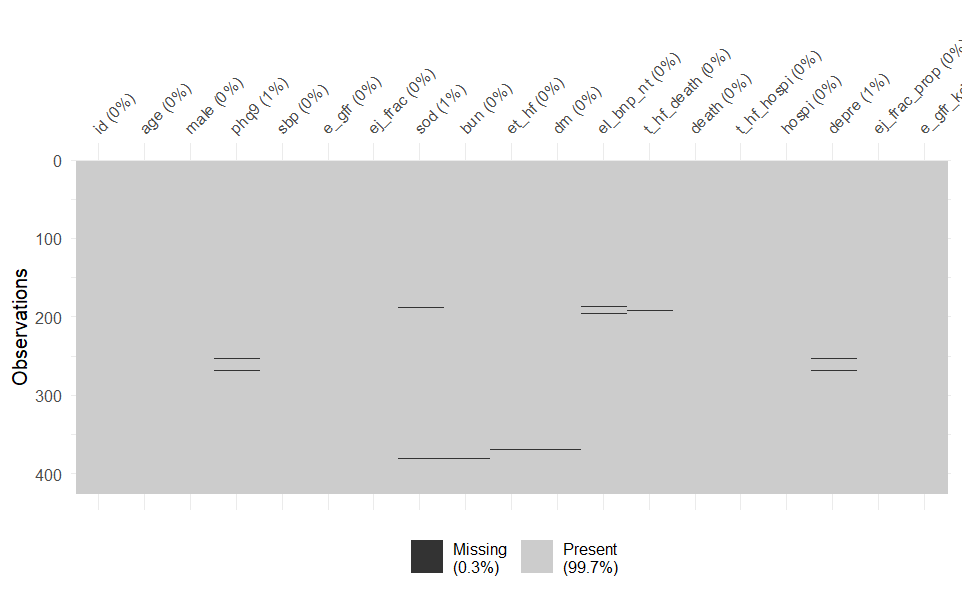 id (0%)
age (0%)
male (0%)
phq9 (1%)
sbp (0%)
e_gfr (0%)
ej_frac (0%)
sod (1%)
bun (0%)
et_hf (0%)
dm (0%)
el_bnp_nt (0%)
t_hf_death (0%)
death (0%)
t_hf_hospi (0%)
hospi (0%)
depre (1%)
ej_frac_prop (0%)
Observations
0
100
200
300
400
Missing
(0.3%)
Present
(99.7%)